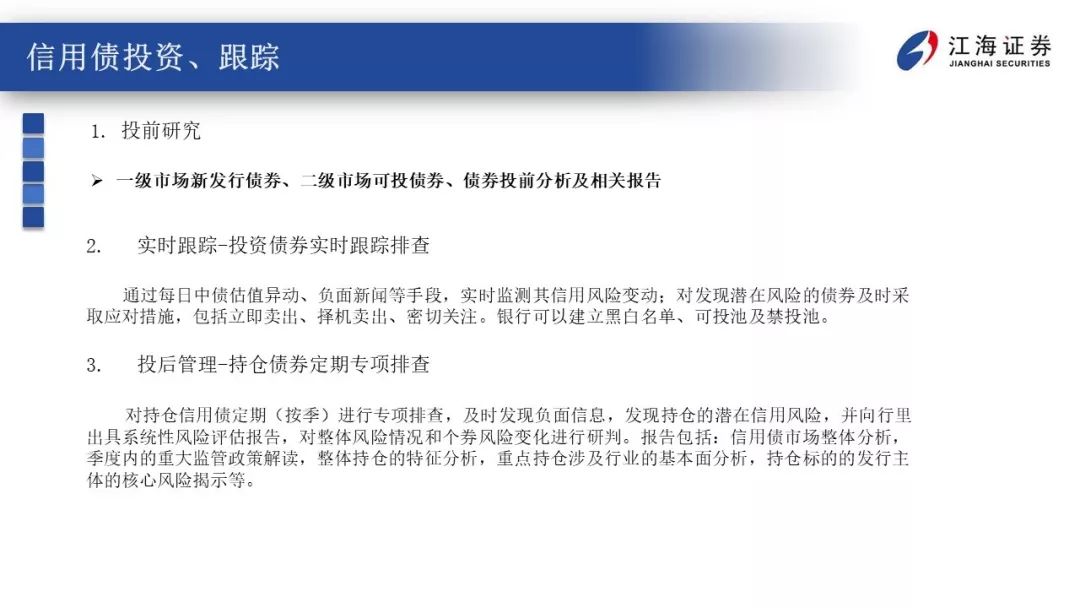 信用债投资、跟踪
江海证券
JIANGHAI SECURITIES
1. 投前研究
➢ 一级市场新发行债券、二级市场可投债券、债券投前分析及相关报告
2. 实时跟踪-投资债券实时跟踪排查
通过每日中债估值异动、负面新闻等手段，实时监测其信用风险变动；对发现潜在风险的债券及时采
取应对措施，包括立即卖出、择机卖出、密切关注。银行可以建立黑白名单、可投池及禁投池。
3. 投后管理-持仓债券定期专项排查
对持仓信用债定期（按季）进行专项排查，及时发现负面信息，发现持仓的潜在信用风险，并向行里
出具系统性风险评估报告，对整体风险情况和个券风险变化进行研判。报告包括：信用债市场整体分析，
季度内的重大监管政策解读，整体持仓的特征分析，重点持仓涉及行业的基本面分析，持仓标的的发行主
体的核心风险揭示等。